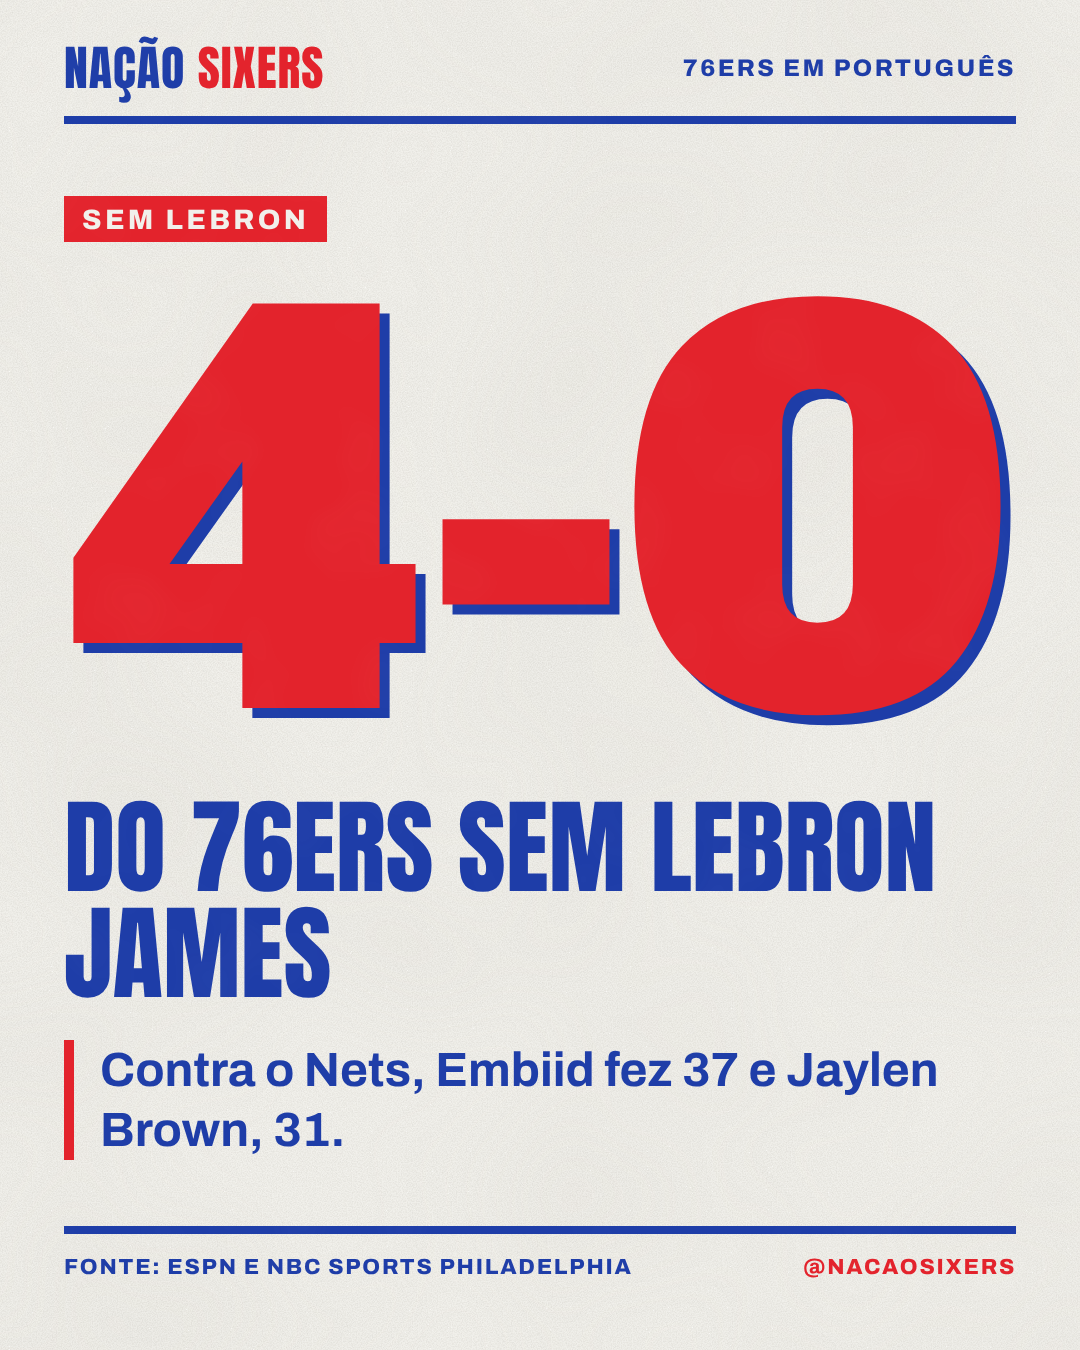 NAÇÃO SIXERS
76ERS EM PORTUGUÊS
SEM LEBRON
4-0
DO 76ERS SEM LEBRON
JAMES
Contra o Nets, Embiid fez 37 e Jaylen
Brown, 31.
FONTE: ESPN E NBC SPORTS PHILADELPHIA
@NACAOSIXERS